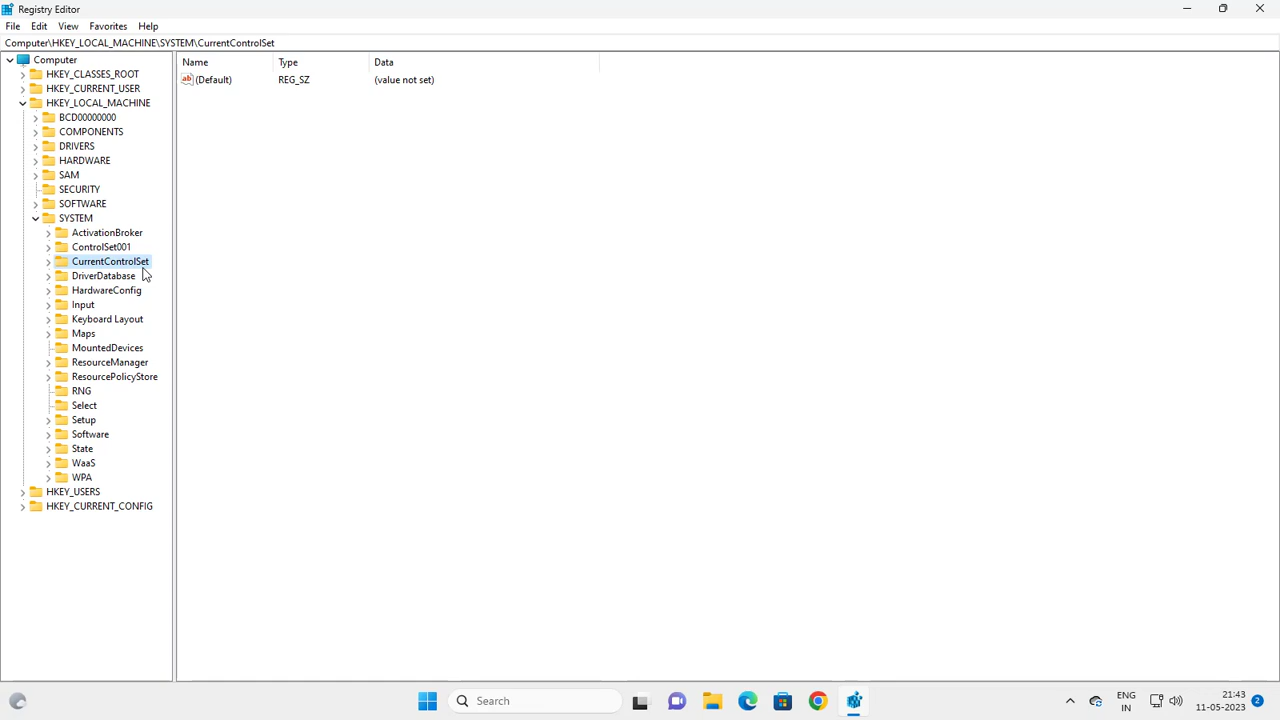 Registry Editor
File Edit View Favorites Help
Computer\HKEY_LOCAL_MACHINE\SYSTEM\CurrentControlSet
Computer
HKEY_CLASSES_ROOT
HKEY_CURRENT_USER
HKEY_LOCAL_MACHINE
BCD00000000
COMPONENTS
DRIVERS
HARDWARE
SAM
SECURITY
SOFTWARE
SYSTEM
ActivationBroker
ControlSet001
CurrentControlSet
DriverDatabase
HardwareConfig
Input
Keyboard Layout
Maps
MountedDevices
ResourceManager
ResourcePolicyStore
RNG
Select
Setup
Software
State
WaaS
WPA
HKEY_USERS
HKEY_CURRENT_CONFIG
Name Type Data
ab (Default) REG_SZ (value not set)
Search
ENG
IN
21:43
11-05-2023
2